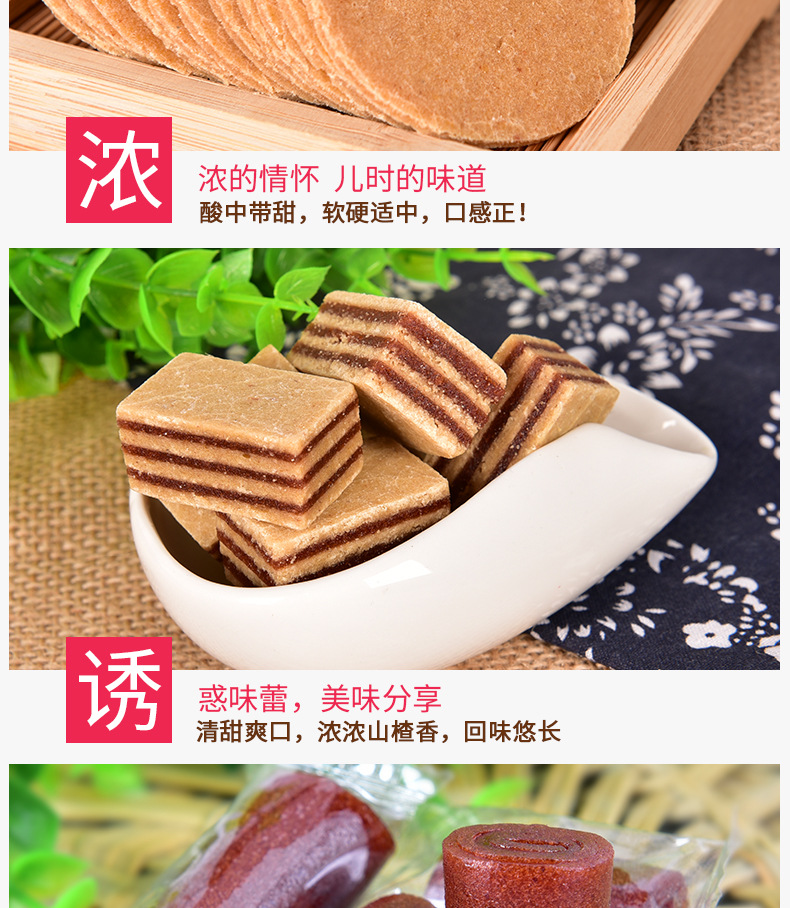 浓
浓的情怀 儿时的味道
酸中带甜，软硬适中，口感正！
诱
惑味蕾，美味分享
清甜爽口，浓浓山楂香，回味悠长